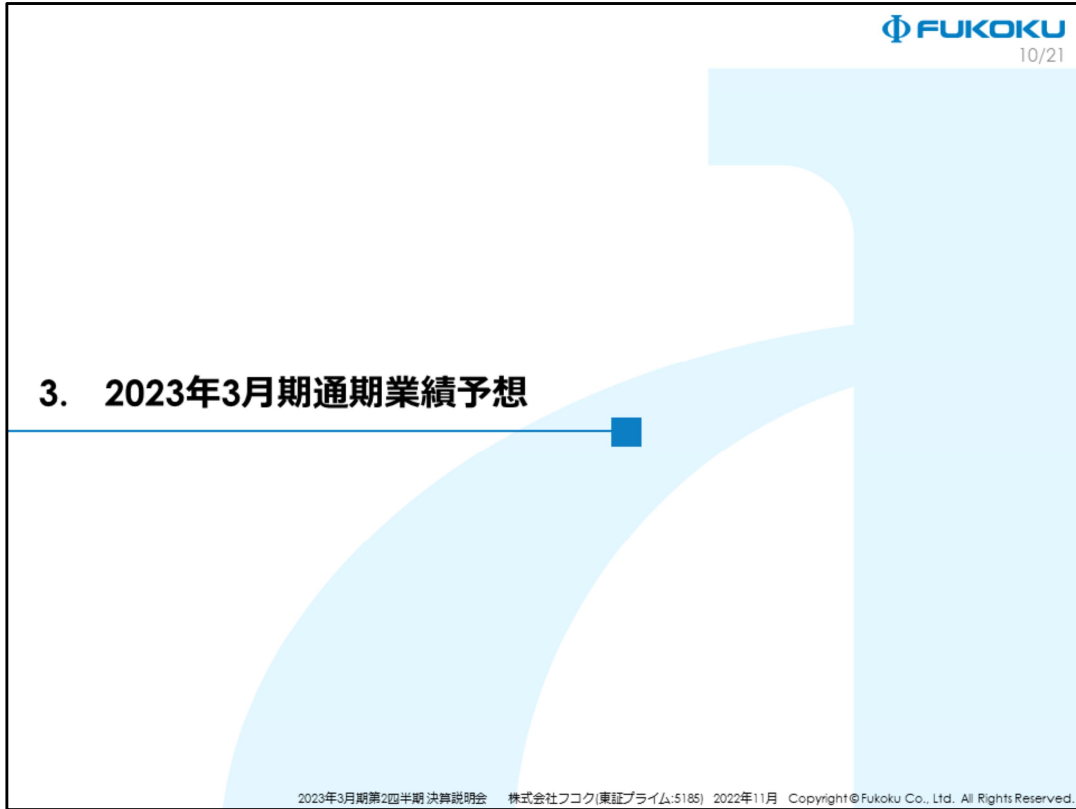 FUKOKU
10/21
3. 2023年3月期通期業績予想
2023年3月期第2四半期 決算説明会 株式会社フコク(東証プライム:5185) 2022年11月 Copyright©Fukoku Co., Ltd. All Rights Reserved.